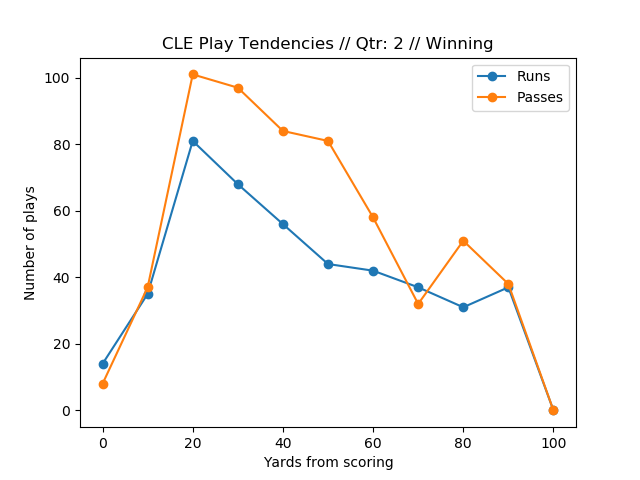 CLE Play Tendencies // Qtr: 2 // Winning
Runs
Passes
Number of plays
100
80
60
40
20
0
0 20 40 60 80 100
Yards from scoring